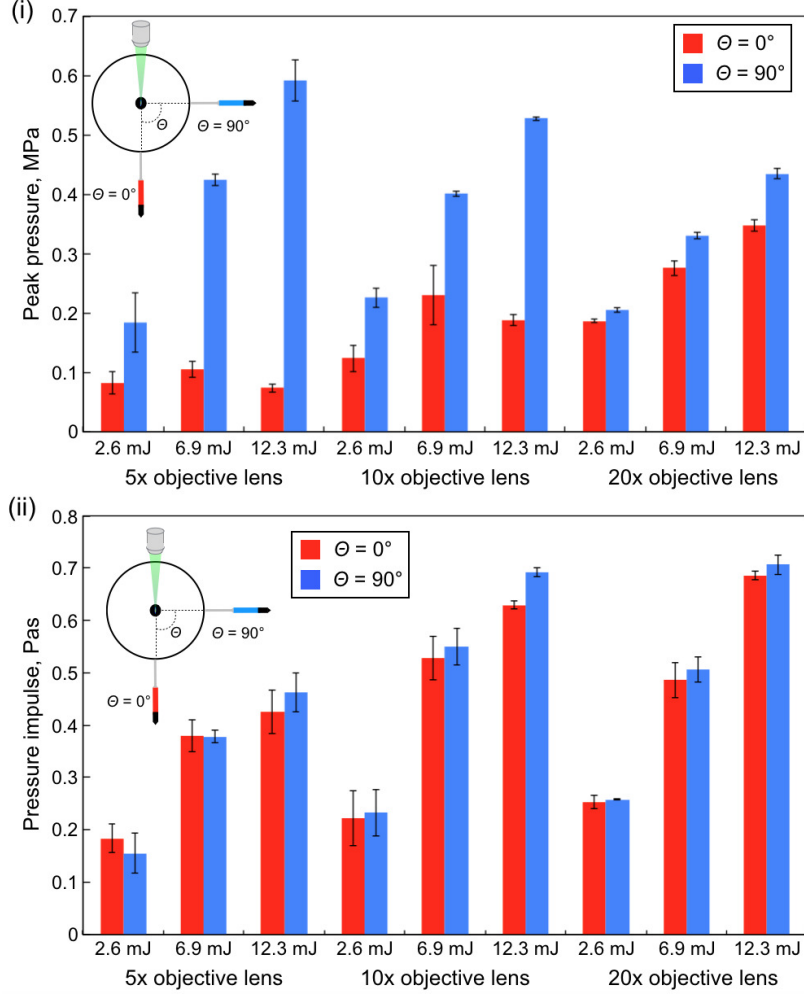 (i)
0.7
0.6
0.5
0.4
0.3
0.2
0.1
0
Peak pressure, MPa
Θ = 0°
Θ = 90°
Θ
Θ = 90°
Θ = 0°
2.6 mJ 6.9 mJ 12.3 mJ 2.6 mJ 6.9 mJ 12.3 mJ 2.6 mJ 6.9 mJ 12.3 mJ
5x objective lens 10x objective lens 20x objective lens
(ii)
0.8
0.7
0.6
0.5
0.4
0.3
0.2
0.1
0
Pressure impulse, Pas
Θ = 0°
Θ = 90°
Θ
Θ = 90°
Θ = 0°
2.6 mJ 6.9 mJ 12.3 mJ 2.6 mJ 6.9 mJ 12.3 mJ 2.6 mJ 6.9 mJ 12.3 mJ
5x objective lens 10x objective lens 20x objective lens